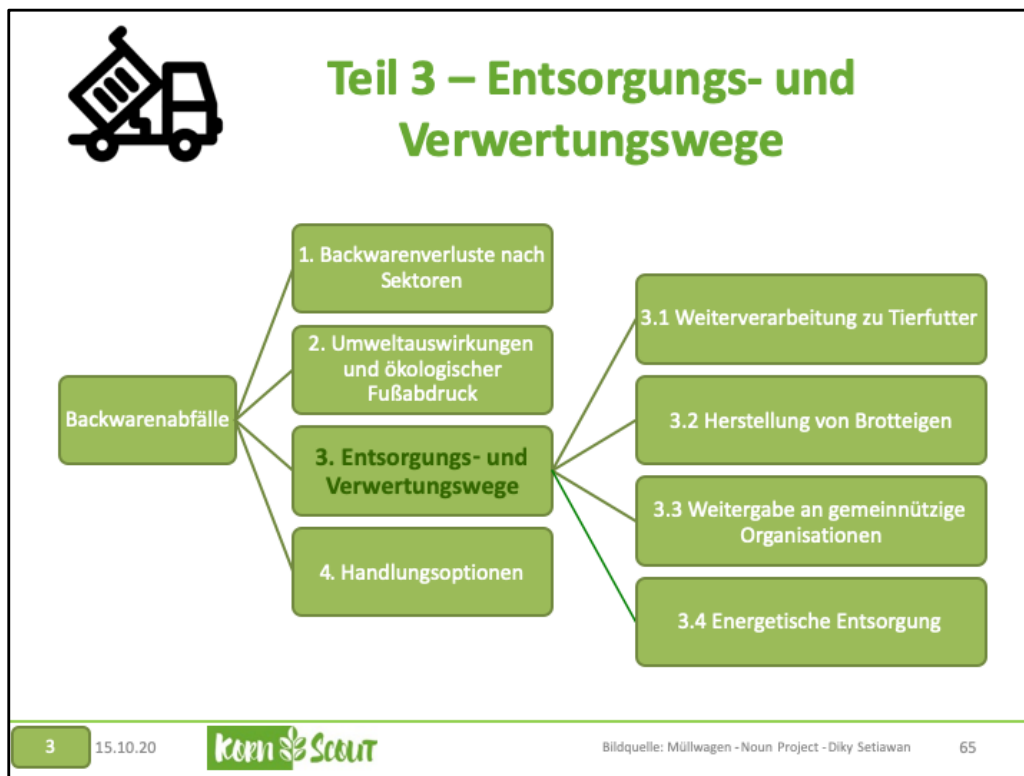 Teil 3 – Entsorgungs- und
Verwertungswege
Backwarenabfälle
1. Backwarenverluste nach
Sektoren
2. Umweltauswirkungen
und ökologischer
Fußabdruck
3. Entsorgungs- und
Verwertungswege
4. Handlungsoptionen
3.1 Weiterverarbeitung zu Tierfutter
3.2 Herstellung von Brotteigen
3.3 Weitergabe an gemeinnützige
Organisationen
3.4 Energetische Entsorgung
3
15.10.20
Korn Scout
Bildquelle: Müllwagen - Noun Project - Diky Setiawan
65